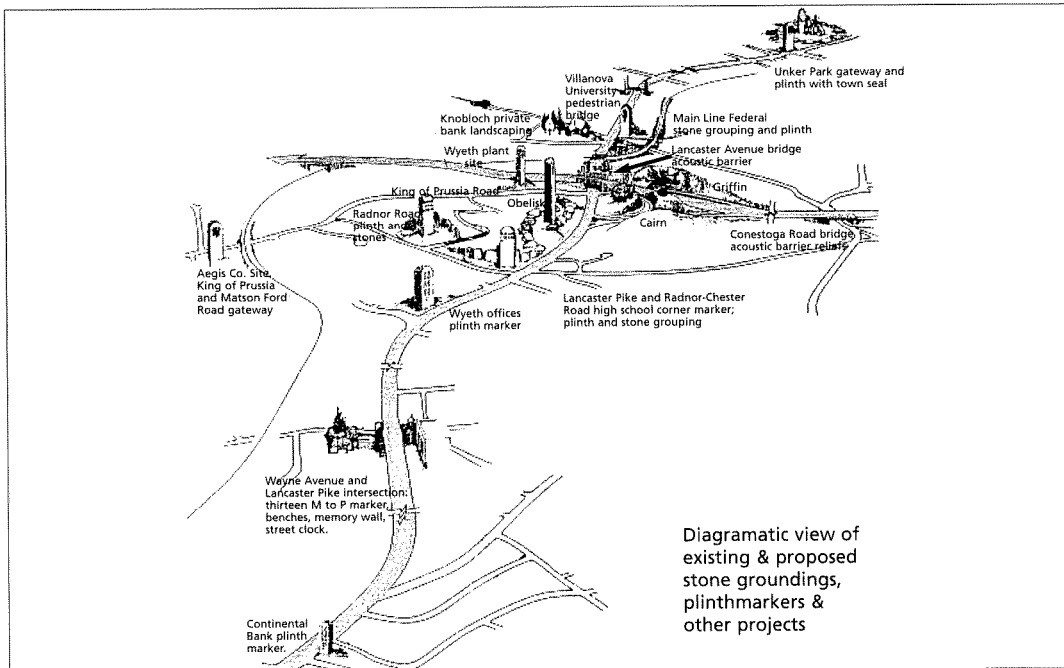 Unker Park gateway and
plinth with town seal
Villanova
University
pedestrian
bridge
Knobloch private
bank landscaping
Main Line Federal
stone grouping and plinth
Wyeth plant
site
Lancaster Avenue bridge
acoustic barrier
King of Prussia Road
Griffin
Obelisk
Radnor Road
plinth and
stones
Cairn
Conestoga Road bridge
acoustic barrier reliefs
Aegis Co. Site,
King of Prussia
and Matson Ford
Road gateway
Wyeth offices
plinth marker
Lancaster Pike and Radnor-Chester
Road high school corner marker;
plinth and stone grouping
Wayne Avenue and
Lancaster Pike intersection:
thirteen M to P marker,
benches, memory wall,
street clock.
Diagramatic view of
existing & proposed
stone groundings,
plinthmarkers &
other projects
Continental
Bank plinth
marker.